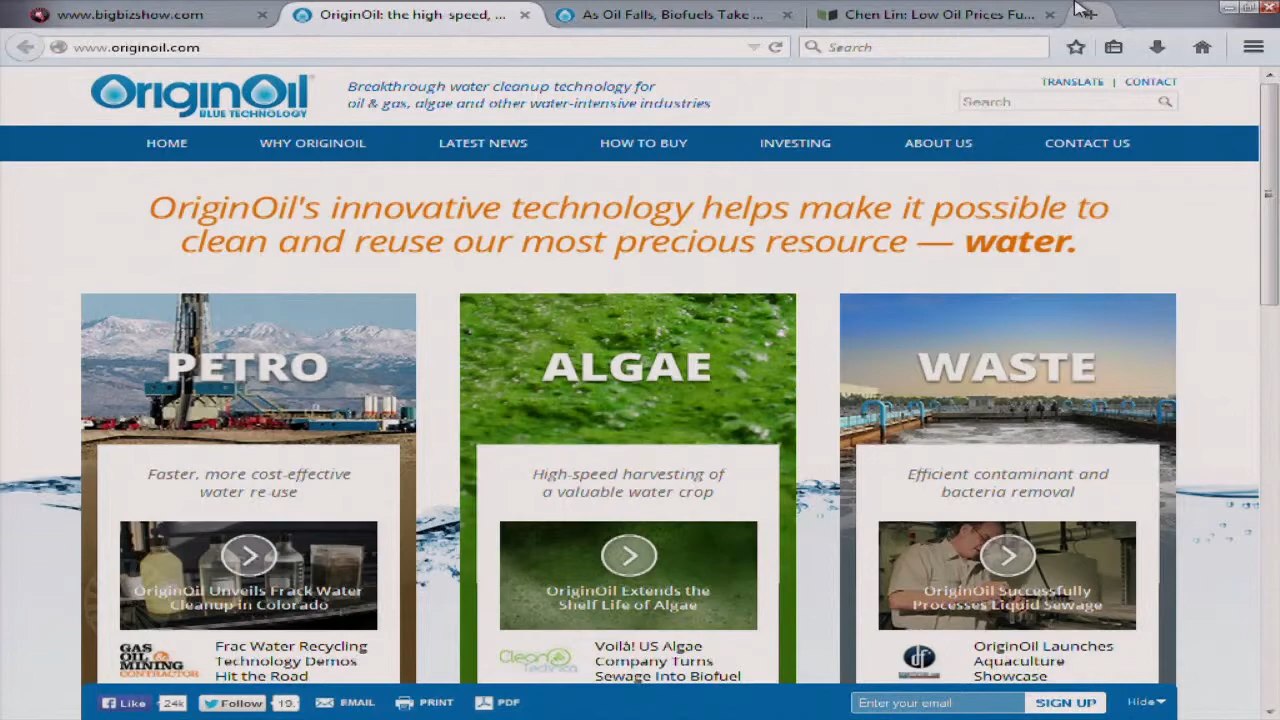 www.bigbizshow.com
OriginOil: the high-speed, ...
As Oil Falls, Biofuels Take ...
Chen Lin: Low Oil Prices Fu...
www.originoil.com
Search
OriginOil
BLUE TECHNOLOGY
Breakthrough water cleanup technology for
oil & gas, algae and other water-intensive industries
TRANSLATE | CONTACT
Search
HOME
WHY ORIGINOIL
LATEST NEWS
HOW TO BUY
INVESTING
ABOUT US
CONTACT US
OriginOil's innovative technology helps make it possible to
clean and reuse our most precious resource — water.
PETRO
Faster, more cost-effective
water re-use
OriginOil Unveils Frack Water
Cleanup in Colorado
GAS
OIL &
MINING
CONTRACTOR
Frac Water Recycling
Technology Demos
Hit the Road
ALGAE
High-speed harvesting of
a valuable water crop
OriginOil Extends the
Shelf Life of Algae
CleanTechnica
Voilà! US Algae
Company Turns
Sewage Into Biofuel
WASTE
Efficient contaminant and
bacteria removal
OriginOil Successfully
Processes Liquid Sewage
df
OriginOil Launches
Aquaculture
Showcase
Like 24k
Follow 19.
EMAIL
PRINT
PDF
Enter your email
SIGN UP
Hide